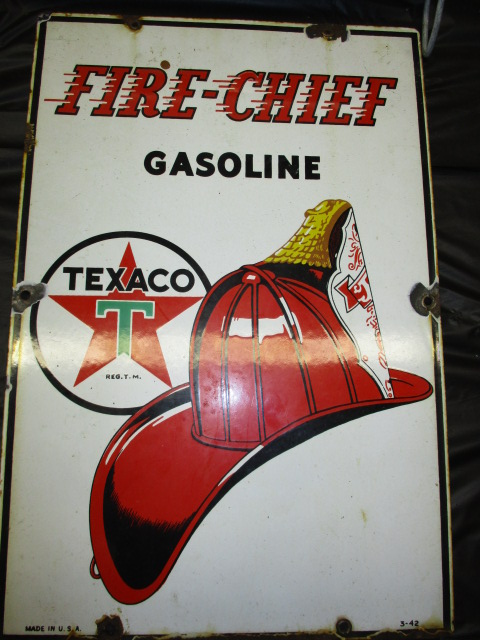 FIRE-CHIEF
GASOLINE
TEXACO
T
REG. T. M.
MADE IN U. S. A.
3-42